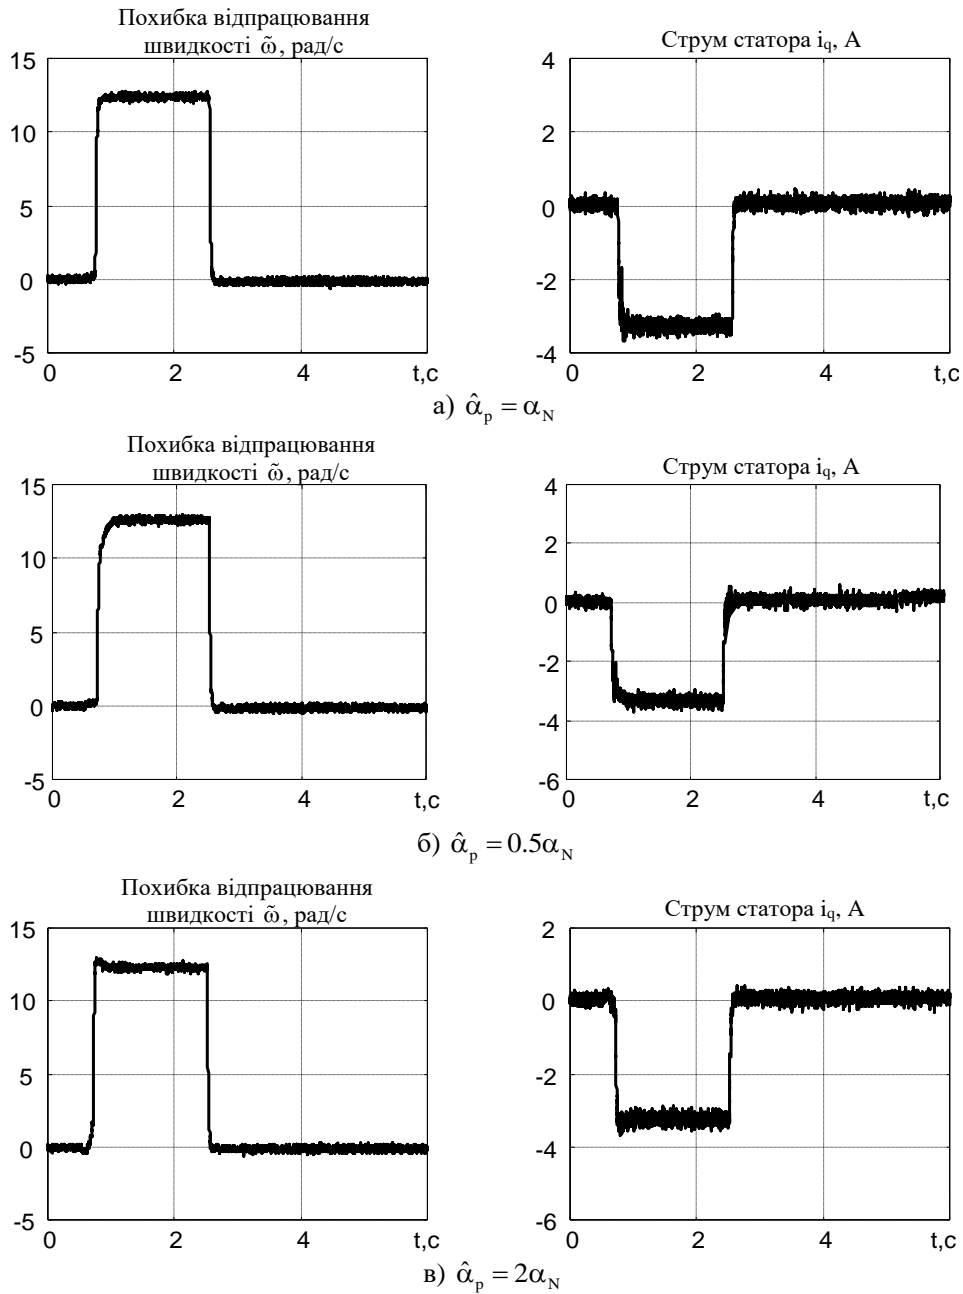 Похибка відпрацювання
швидкості ω̃, рад/с
15
10
5
0
-5
0
2
4
t,c
Струм статора i_q, А
4
2
0
-2
-4
0
2
4
t,c
а) α̂_p = α_N
Похибка відпрацювання
швидкості ω̃, рад/с
15
10
5
0
-5
0
2
4
t,c
Струм статора i_q, А
4
2
0
-2
-4
-6
0
2
4
t,c
б) α̂_p = 0.5α_N
Похибка відпрацювання
швидкості ω̃, рад/с
15
10
5
0
-5
0
2
4
t,c
Струм статора i_q, А
2
0
-2
-4
-6
0
2
4
t,c
в) α̂_p = 2α_N